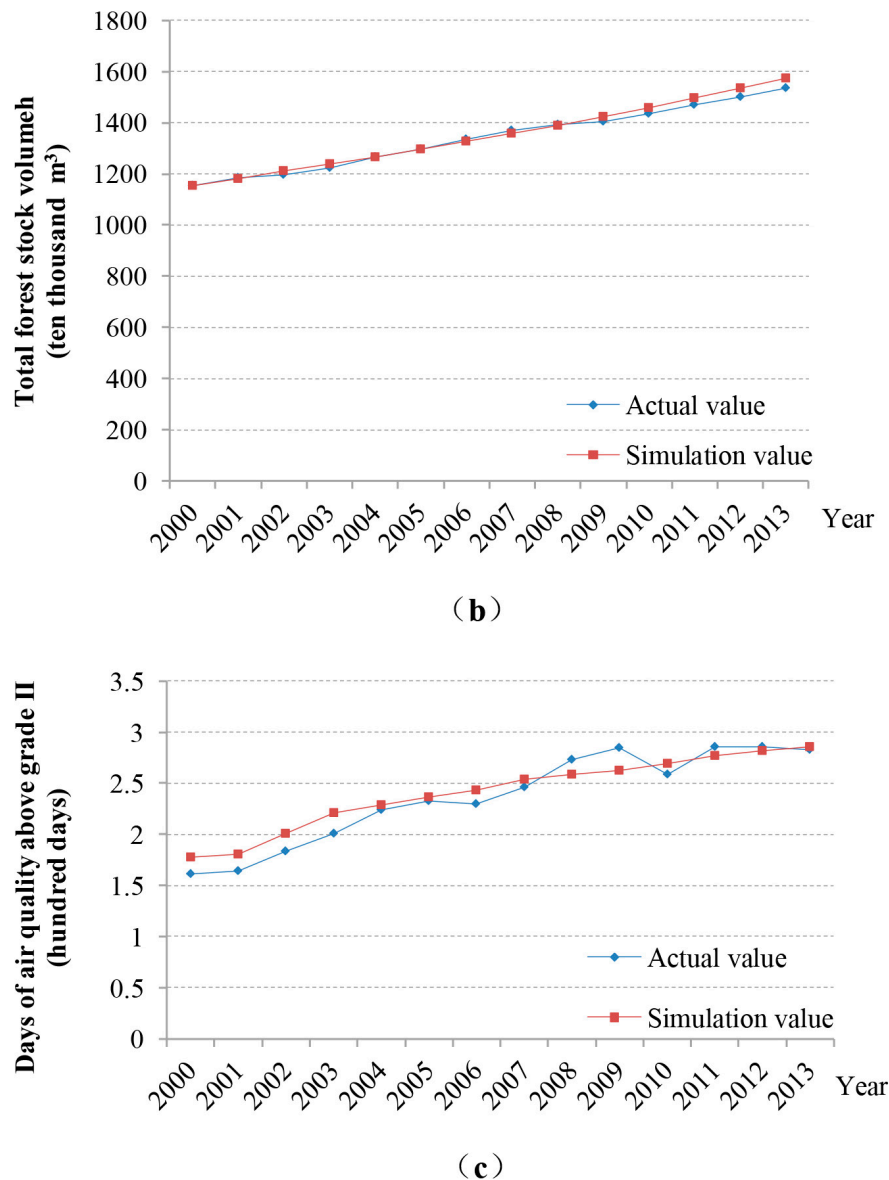 1800
1600
1400
1200
1000
800
600
400
200
0
Total forest stock volumeh
(ten thousand m³)
Actual value
Simulation value
2000 2001 2002 2003 2004 2005 2006 2007 2008 2009 2010 2011 2012 2013 Year
（b）
3.5
3
2.5
2
1.5
1
0.5
0
Days of air quality above grade II
(hundred days)
Actual value
Simulation value
2000 2001 2002 2003 2004 2005 2006 2007 2008 2009 2010 2011 2012 2013 Year
（c）